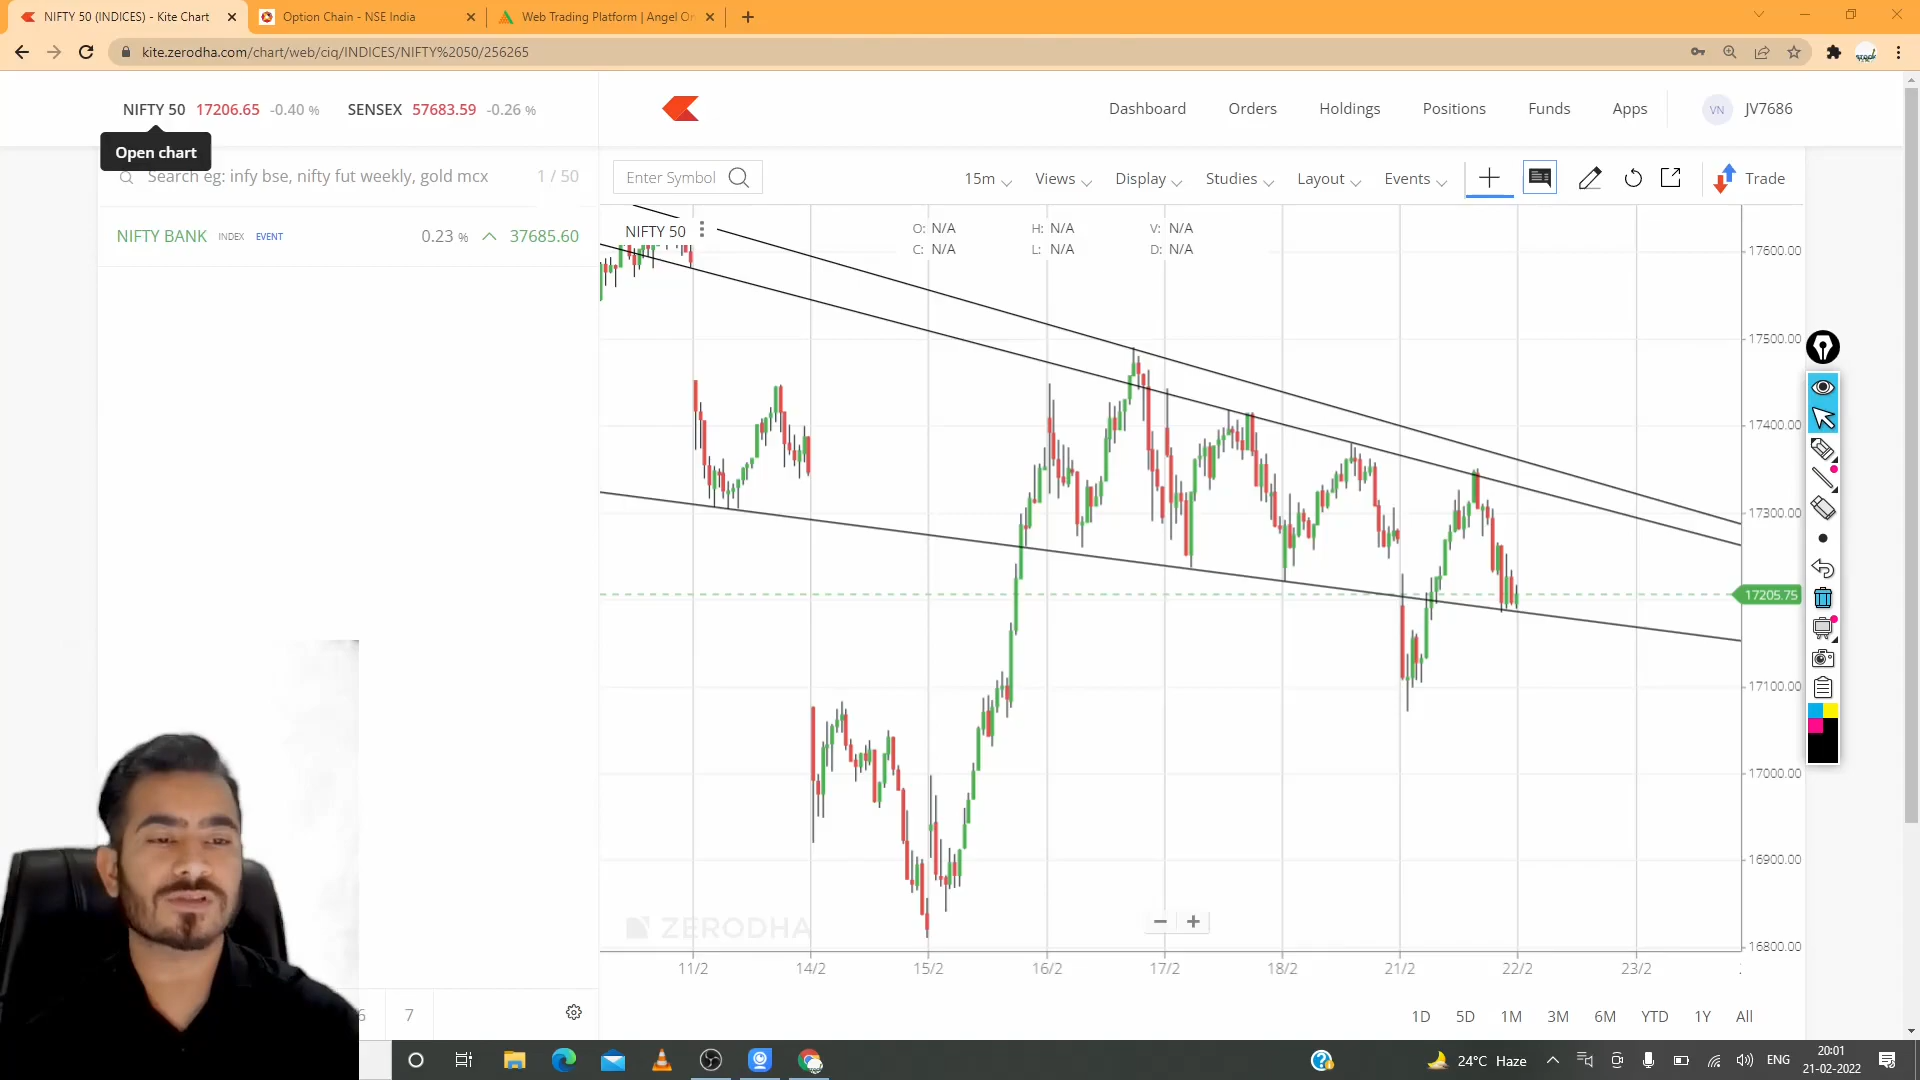 NIFTY 50 (INDICES) - Kite Chart
Option Chain - NSE India
Web Trading Platform | Angel On
kite.zerodha.com/chart/web/ciq/INDICES/NIFTY%2050/256265
NIFTY 50 17206.65 -0.40 % SENSEX 57683.59 -0.26 %
Dashboard Orders Holdings Positions Funds Apps VN JV7686
Open chart
Search eg: infy bse, nifty fut weekly, gold mcx 1 / 50
NIFTY BANK INDEX EVENT 0.23 % 37685.60
Enter Symbol 15m Views Display Studies Layout Events Trade
NIFTY 50
O: N/A H: N/A V: N/A
C: N/A L: N/A D: N/A
17600.00
17500.00
17400.00
17300.00
17205.75
17100.00
17000.00
16900.00
16800.00
ZERODHA
11/2 14/2 15/2 16/2 17/2 18/2 21/2 22/2 23/2
6 7
1D 5D 1M 3M 6M YTD 1Y All
24°C Haze ENG 20:01
21-02-2022